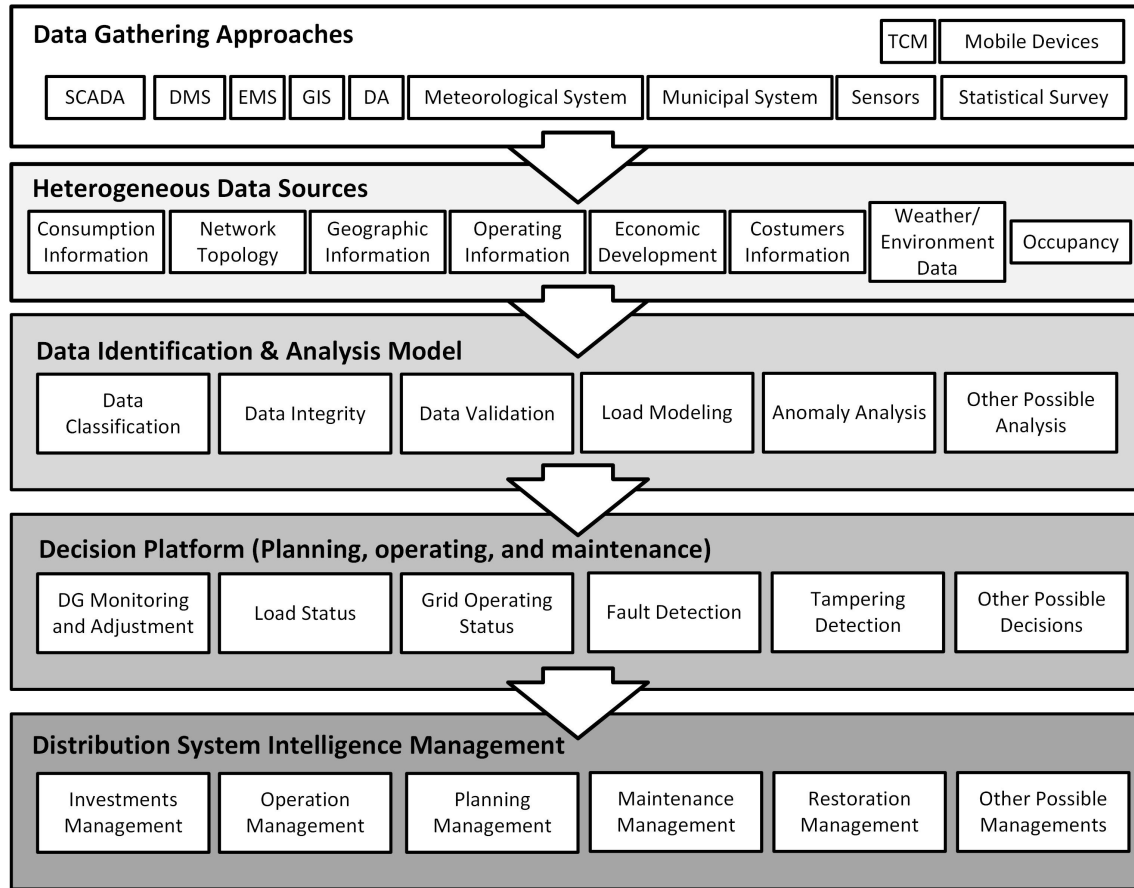 Data Gathering Approaches
TCM
Mobile Devices
SCADA
DMS
EMS
GIS
DA
Meteorological System
Municipal System
Sensors
Statistical Survey
Heterogeneous Data Sources
Consumption
Information
Network
Topology
Geographic
Information
Operating
Information
Economic
Development
Costumers
Information
Weather/
Environment
Data
Occupancy
Data Identification & Analysis Model
Data
Classification
Data Integrity
Data Validation
Load Modeling
Anomaly Analysis
Other Possible
Analysis
Decision Platform (Planning, operating, and maintenance)
DG Monitoring
and Adjustment
Load Status
Grid Operating
Status
Fault Detection
Tampering
Detection
Other Possible
Decisions
Distribution System Intelligence Management
Investments
Management
Operation
Management
Planning
Management
Maintenance
Management
Restoration
Management
Other Possible
Managements